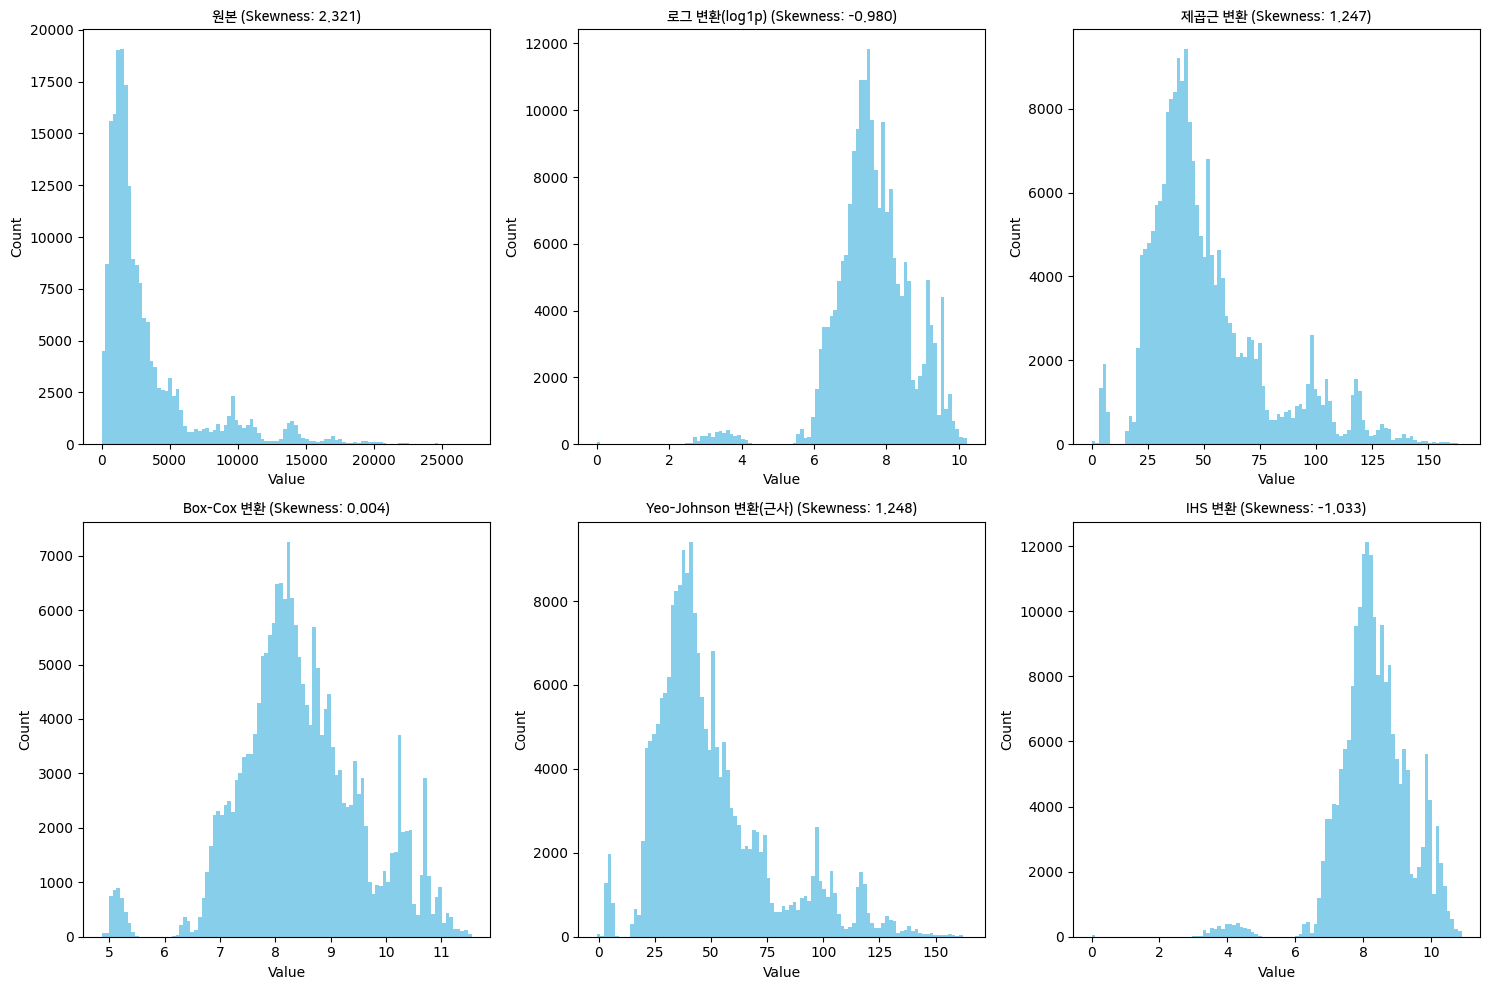 원본 (Skewness: 2.321)
20000
17500
15000
12500
10000
7500
5000
2500
0
Count
0 5000 10000 15000 20000 25000
Value
로그 변환(log1p) (Skewness: -0.980)
12000
10000
8000
6000
4000
2000
0
Count
0 2 4 6 8 10
Value
제곱근 변환 (Skewness: 1.247)
8000
6000
4000
2000
0
Count
0 25 50 75 100 125 150
Value
Box-Cox 변환 (Skewness: 0.004)
7000
6000
5000
4000
3000
2000
1000
0
Count
5 6 7 8 9 10 11
Value
Yeo-Johnson 변환(근사) (Skewness: 1.248)
8000
6000
4000
2000
0
Count
0 25 50 75 100 125 150
Value
IHS 변환 (Skewness: -1.033)
12000
10000
8000
6000
4000
2000
0
Count
0 2 4 6 8 10
Value